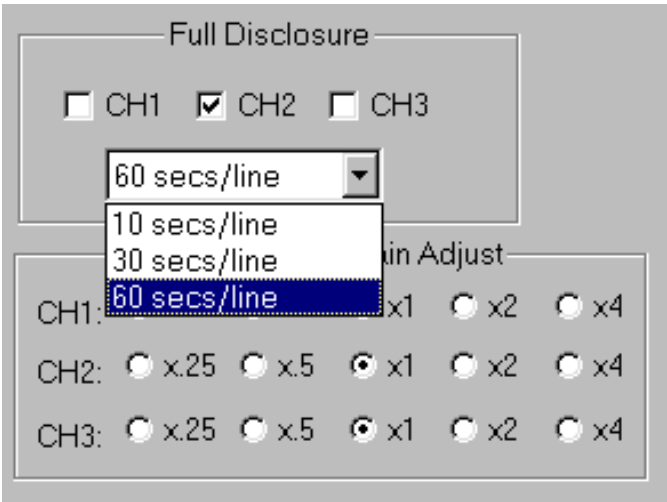 Full Disclosure
CH1 CH2 CH3
60 secs/line
10 secs/line
30 secs/line
60 secs/line
Adjust
CH1: x1 x2 x4
CH2: x.25 x.5 x1 x2 x4
CH3: x.25 x.5 x1 x2 x4